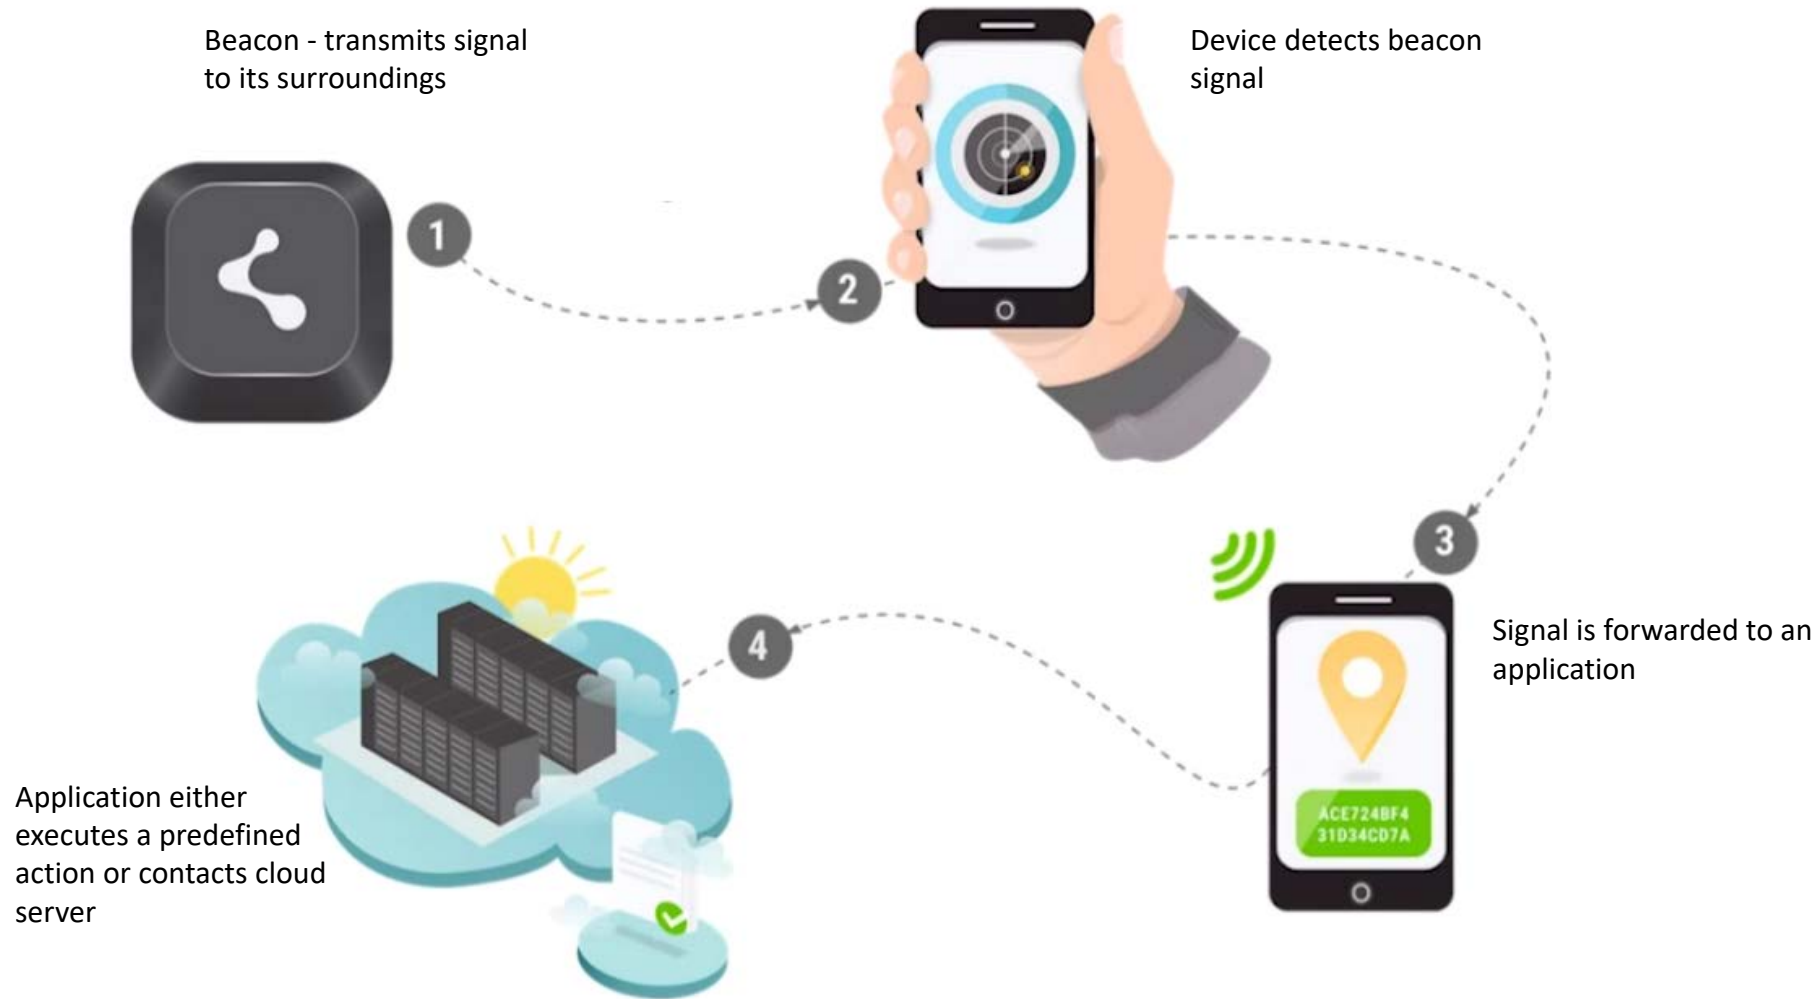 Beacon - transmits signal
to its surroundings
Device detects beacon
signal
1
2
3
Signal is forwarded to an
application
ACE724BF4
31D34CD7A
4
Application either
executes a predefined
action or contacts cloud
server